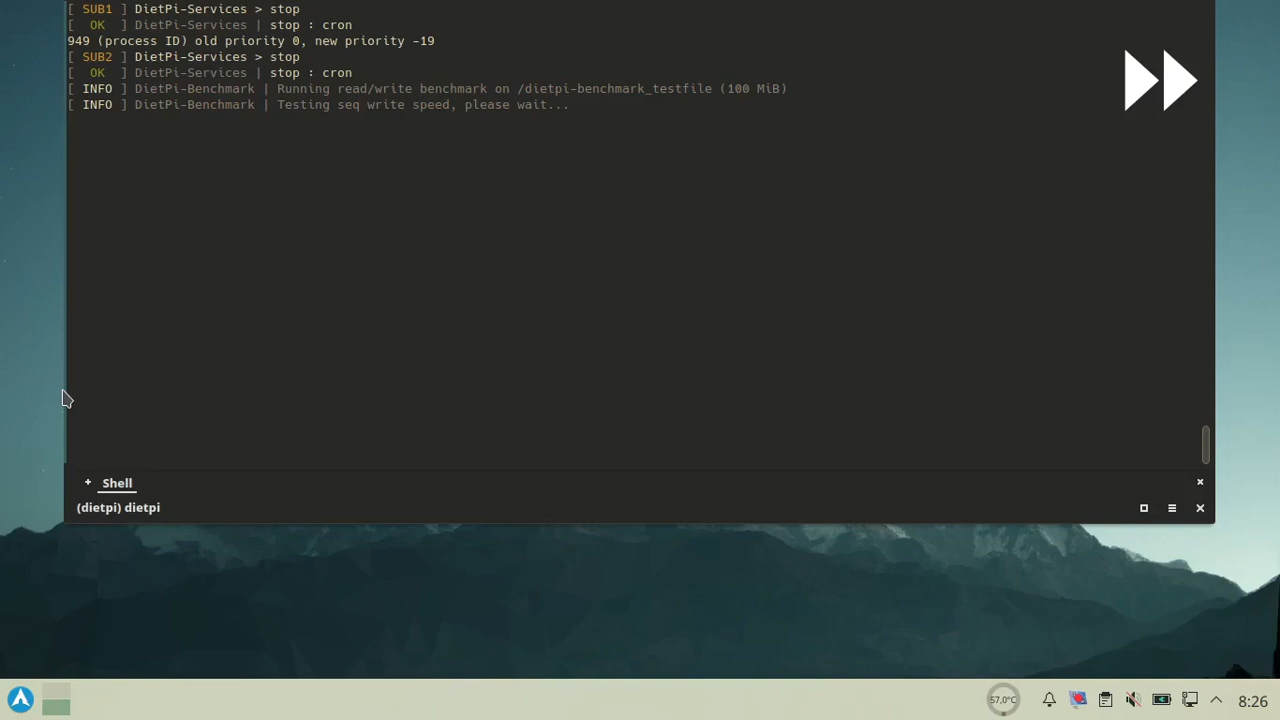 [ SUB1 ] DietPi-Services > stop
[  OK  ] DietPi-Services | stop : cron
949 (process ID) old priority 0, new priority -19
[ SUB2 ] DietPi-Services > stop
[  OK  ] DietPi-Services | stop : cron
[ INFO ] DietPi-Benchmark | Running read/write benchmark on /dietpi-benchmark_testfile (100 MiB)
[ INFO ] DietPi-Benchmark | Testing seq write speed, please wait...
+ Shell
(dietpi) dietpi
57,0°C
8:26